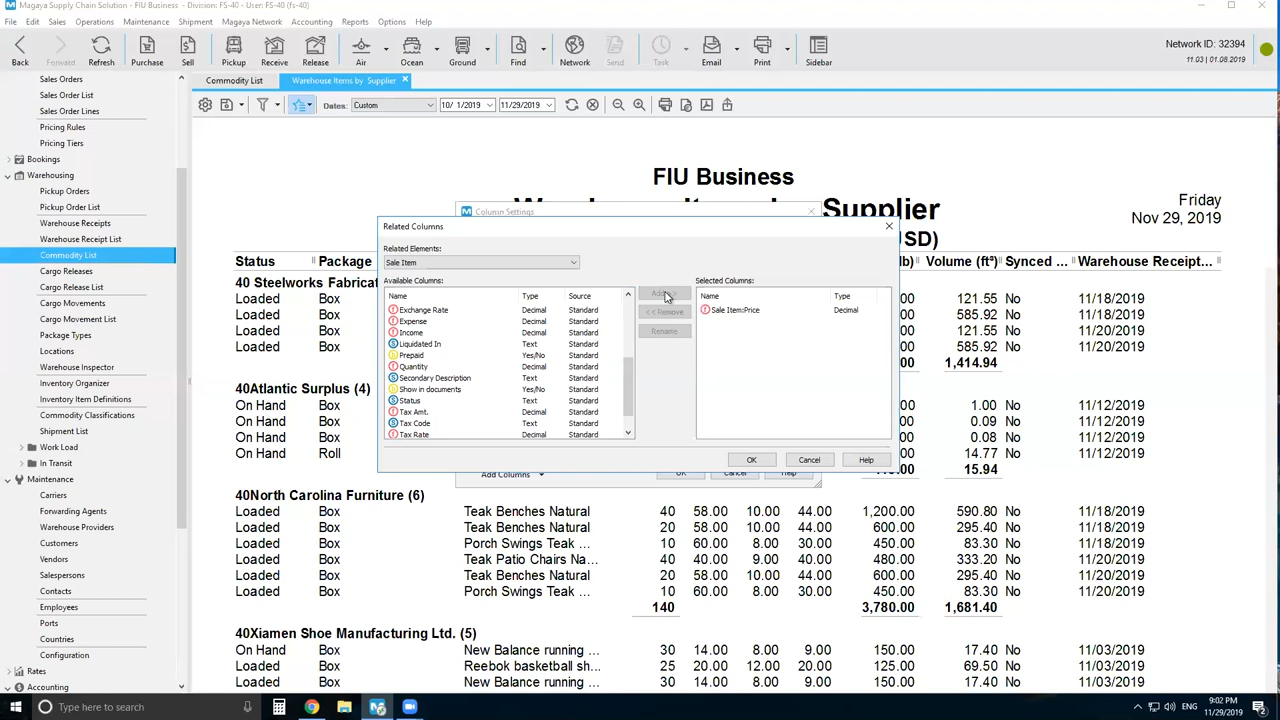 Magaya Supply Chain Solution - FIU Business - Division: FS-40 - User: FS-40 (fs-40)
File Edit Sales Operations Maintenance Shipment Magaya Network Accounting Reports Options Help
Back Forward Refresh Purchase Sell Pickup Receive Release Air Ocean Ground Find Network Send Task Email Print Sidebar
Network ID: 32394
11.03 | 01.08.2019
Sales Orders
Sales Order List
Sales Order Lines
Pricing Rules
Pricing Tiers
Bookings
Warehousing
Pickup Orders
Pickup Order List
Warehouse Receipts
Warehouse Receipt List
Commodity List
Cargo Releases
Cargo Release List
Cargo Movements
Cargo Movement List
Package Types
Locations
Warehouse Inspector
Inventory Organizer
Inventory Item Definitions
Commodity Classifications
Shipment List
Work Load
In Transit
Maintenance
Carriers
Forwarding Agents
Warehouse Providers
Customers
Vendors
Salespersons
Contacts
Employees
Ports
Countries
Configuration
Rates
Accounting
Commodity List Warehouse Items by Supplier
Dates: Custom 10/ 1/2019 11/29/2019
FIU Business
Supplier
SD)
Friday
Nov 29, 2019
Status Package lb) Volume (ft³) Synced ... Warehouse Receipt...
40 Steelworks Fabricat
Loaded Box 121.55 No 11/18/2019
Loaded Box 585.92 No 11/20/2019
Loaded Box 121.55 No 11/18/2019
Loaded Box 585.92 No 11/20/2019
1,414.94
40Atlantic Surplus (4)
On Hand Box 1.00 No 11/12/2019
On Hand Box 0.09 No 11/12/2019
On Hand Box 0.08 No 11/12/2019
On Hand Roll 14.77 No 11/12/2019
15.94
40North Carolina Furniture (6)
Loaded Box Teak Benches Natural 40 58.00 10.00 44.00 1,200.00 590.80 No 11/18/2019
Loaded Box Teak Benches Natural 20 58.00 10.00 44.00 600.00 295.40 No 11/18/2019
Loaded Box Porch Swings Teak ... 10 60.00 8.00 30.00 450.00 83.30 No 11/18/2019
Loaded Box Teak Patio Chairs Na... 40 40.00 9.00 40.00 480.00 333.20 No 11/20/2019
Loaded Box Teak Benches Natural 20 58.00 10.00 44.00 600.00 295.40 No 11/20/2019
Loaded Box Porch Swings Teak ... 10 60.00 8.00 30.00 450.00 83.30 No 11/20/2019
140 3,780.00 1,681.40
40Xiamen Shoe Manufacturing Ltd. (5)
On Hand Box New Balance running ... 30 14.00 8.00 9.00 150.00 17.40 No 11/03/2019
Loaded Box Reebok basketball sh... 25 20.00 12.00 20.00 125.00 69.50 No 11/03/2019
Loaded Box New Balance running ... 30 14.00 8.00 9.00 150.00 17.40 No 11/03/2019
Column Settings
Related Columns
Related Elements:
Sale Item
Available Columns:
Name Type Source
Exchange Rate Decimal Standard
Expense Decimal Standard
Income Decimal Standard
Liquidated In Text Standard
Prepaid Yes/No Standard
Quantity Decimal Standard
Secondary Description Text Standard
Show in documents Yes/No Standard
Status Text Standard
Tax Amt. Decimal Standard
Tax Code Text Standard
Tax Rate Decimal Standard
<< Remove
Rename
Selected Columns:
Name Type
Sale Item:Price Decimal
OK Cancel Help
Add Columns OK Cancel Help
Type here to search
ENG
9:02 PM
11/29/2019
2